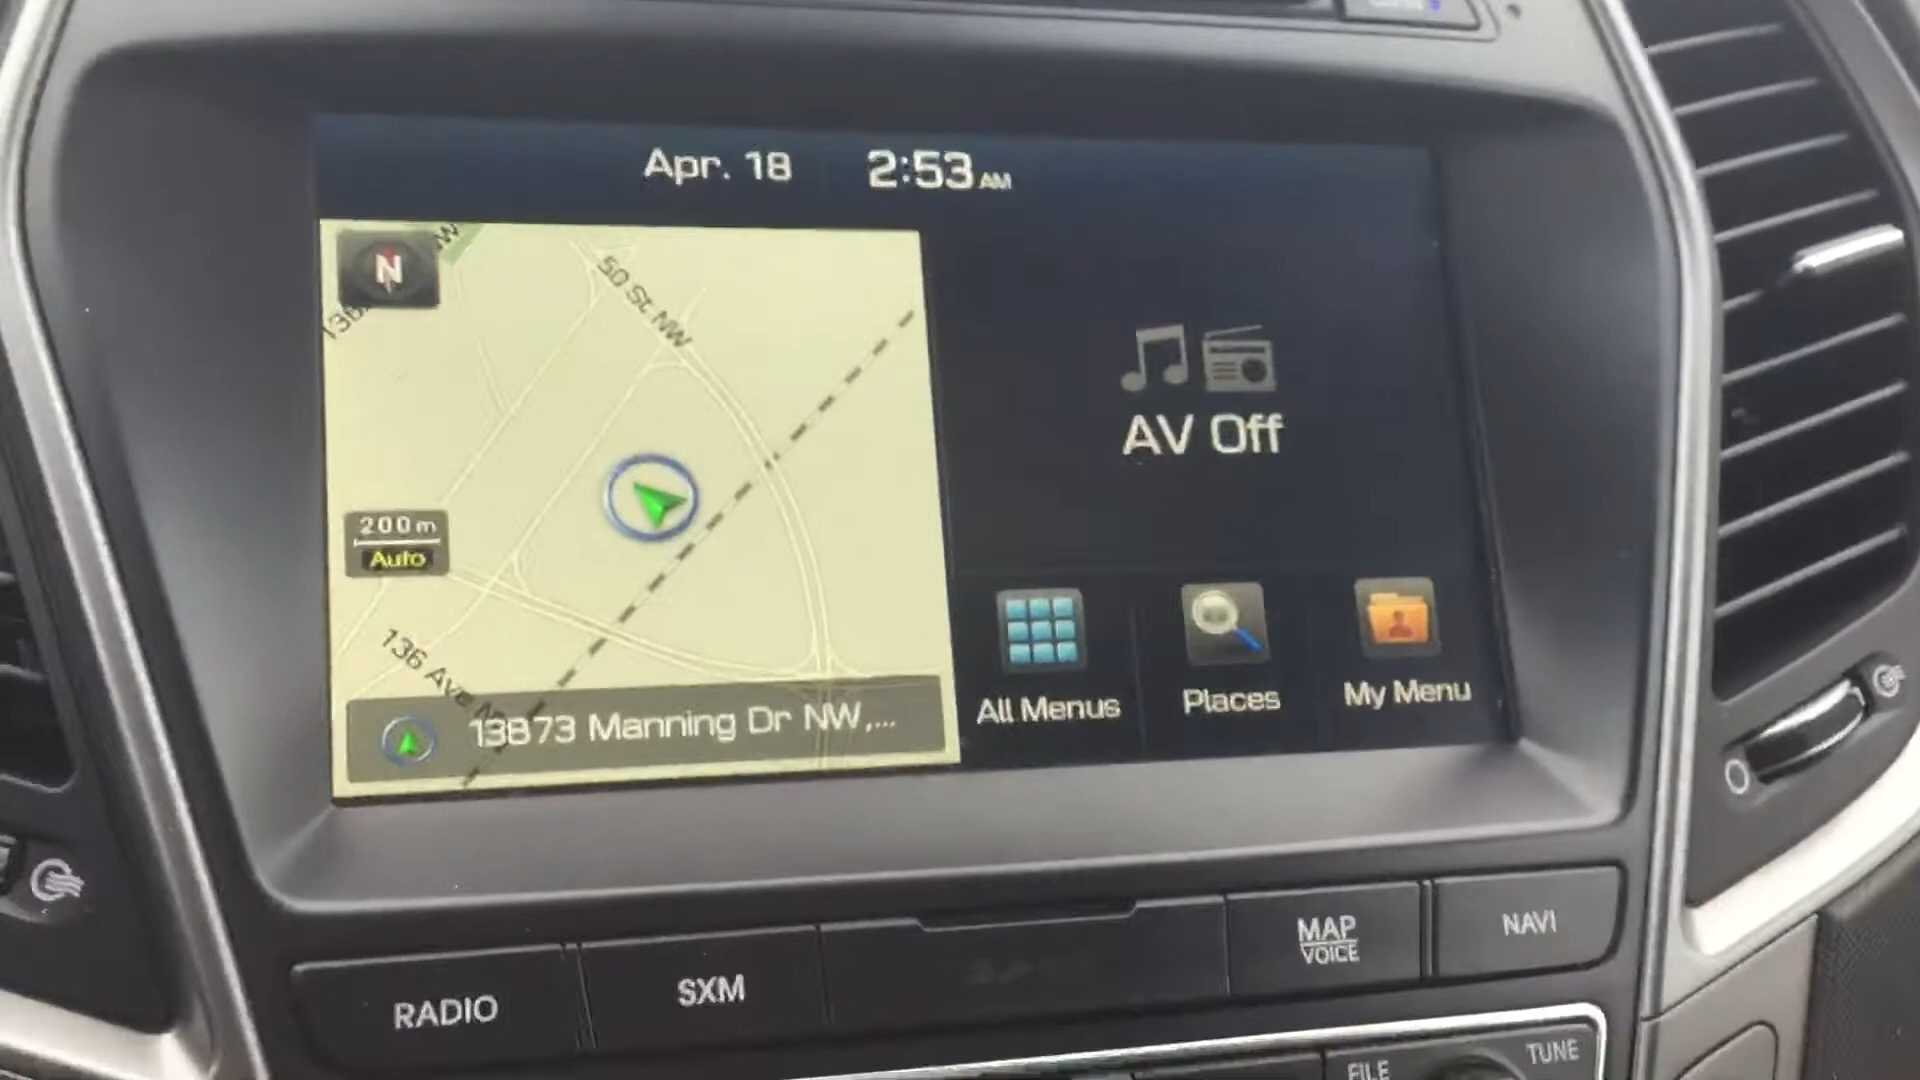 Apr. 18 2:53 AM
N
50 St NW
200m
Auto
136 Ave
13873 Manning Dr NW,...
AV Off
All Menus
Places
My Menu
RADIO
SXM
MAP
VOICE
NAVI
FILE
TUNE